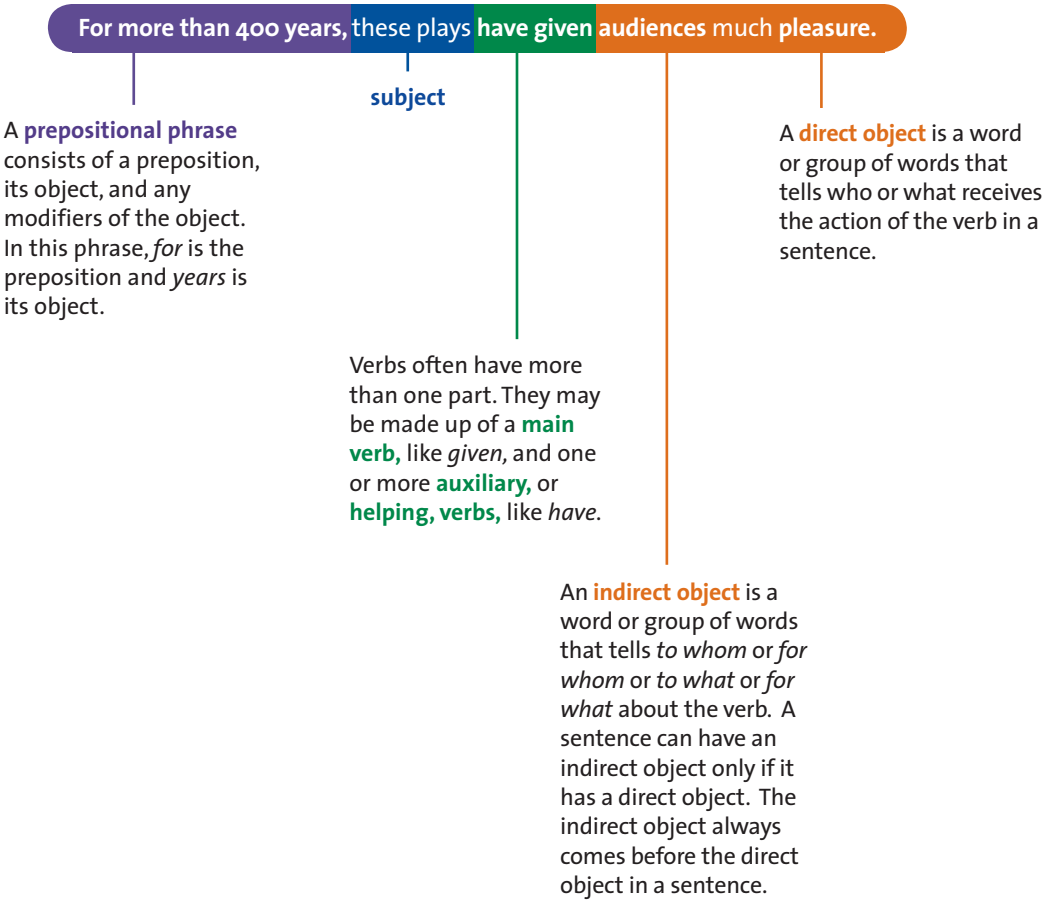 For more than 400 years, these plays have given audiences much pleasure.
subject
A prepositional phrase
consists of a preposition,
its object, and any
modifiers of the object.
In this phrase, for is the
preposition and years is
its object.
A direct object is a word
or group of words that
tells who or what receives
the action of the verb in a
sentence.
Verbs often have more
than one part. They may
be made up of a main
verb, like given, and one
or more auxiliary, or
helping, verbs, like have.
An indirect object is a
word or group of words
that tells to whom or for
whom or to what or for
what about the verb. A
sentence can have an
indirect object only if it
has a direct object. The
indirect object always
comes before the direct
object in a sentence.